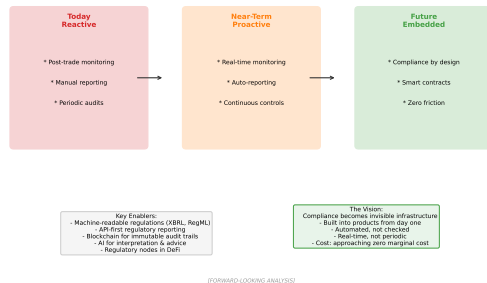 Today
Reactive
* Post-trade monitoring
* Manual reporting
* Periodic audits
Near-Term
Proactive
* Real-time monitoring
* Auto-reporting
* Continuous controls
Future
Embedded
* Compliance by design
* Smart contracts
* Zero friction
Key Enablers:
- Machine-readable regulations (XBRL, RegML)
- API-first regulatory reporting
- Blockchain for immutable audit trails
- AI for interpretation & advice
- Regulatory nodes in DeFi
The Vision:
Compliance becomes invisible infrastructure
- Built into products from day one
- Automated, not checked
- Real-time, not periodic
- Cost: approaching zero marginal cost
[FORWARD-LOOKING ANALYSIS]